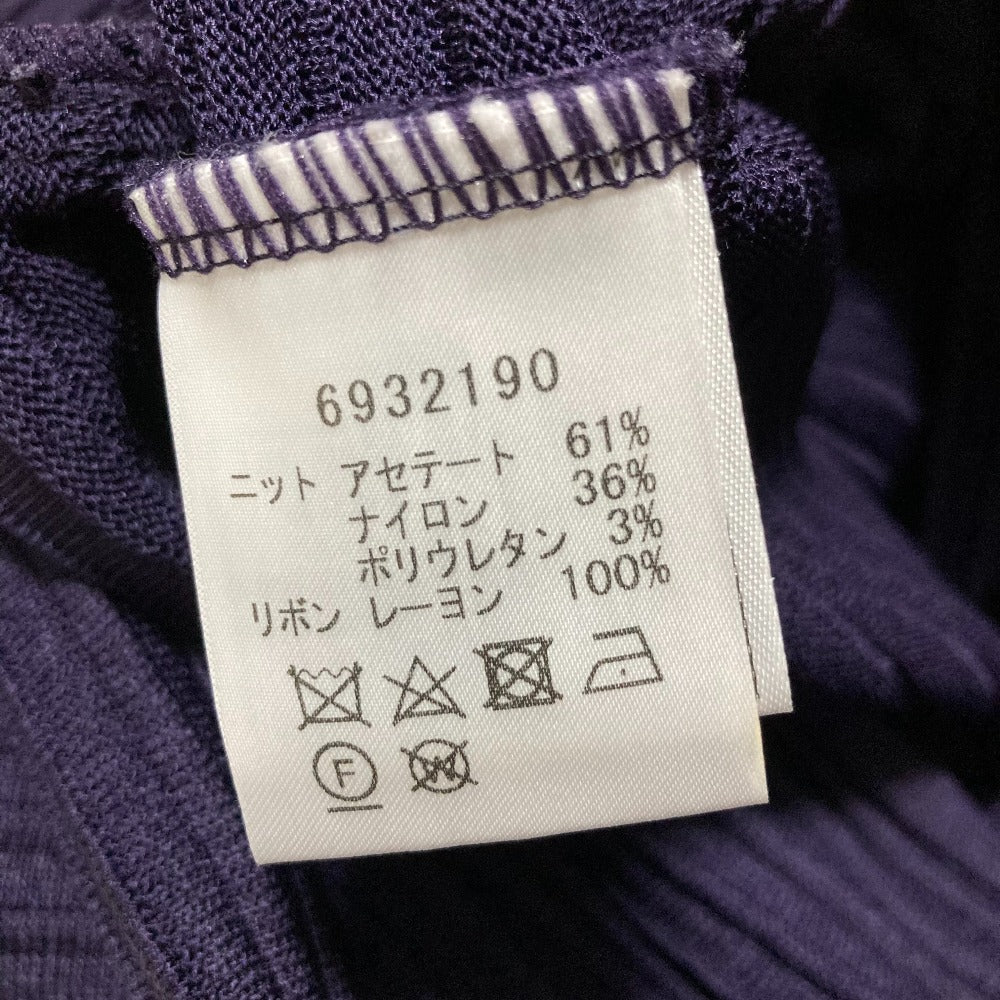 6932190
ニット アセテート 61%
ナイロン 36%
ポリウレタン 3%
リボン レーヨン 100%
F W